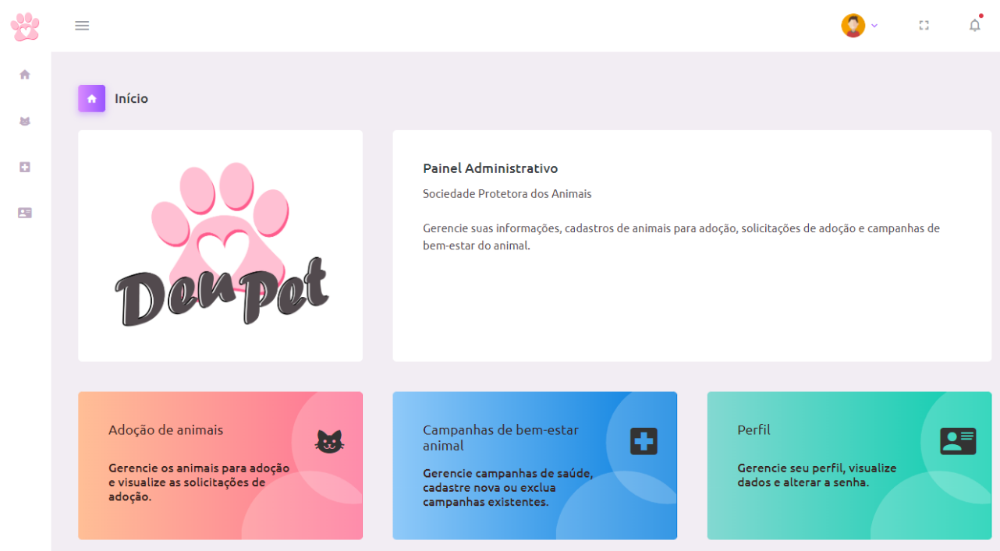 Início
Denpet
Painel Administrativo
Sociedade Protetora dos Animais
Gerencie suas informações, cadastros de animais para adoção, solicitações de adoção e campanhas de
bem-estar do animal.
Adoção de animais
Gerencie os animais para adoção
e visualize as solicitações de
adoção.
Campanhas de bem-estar
animal
Gerencie campanhas de saúde,
cadastre nova ou exclua
campanhas existentes.
Perfil
Gerencie seu perfil, visualize
dados e alterar a senha.